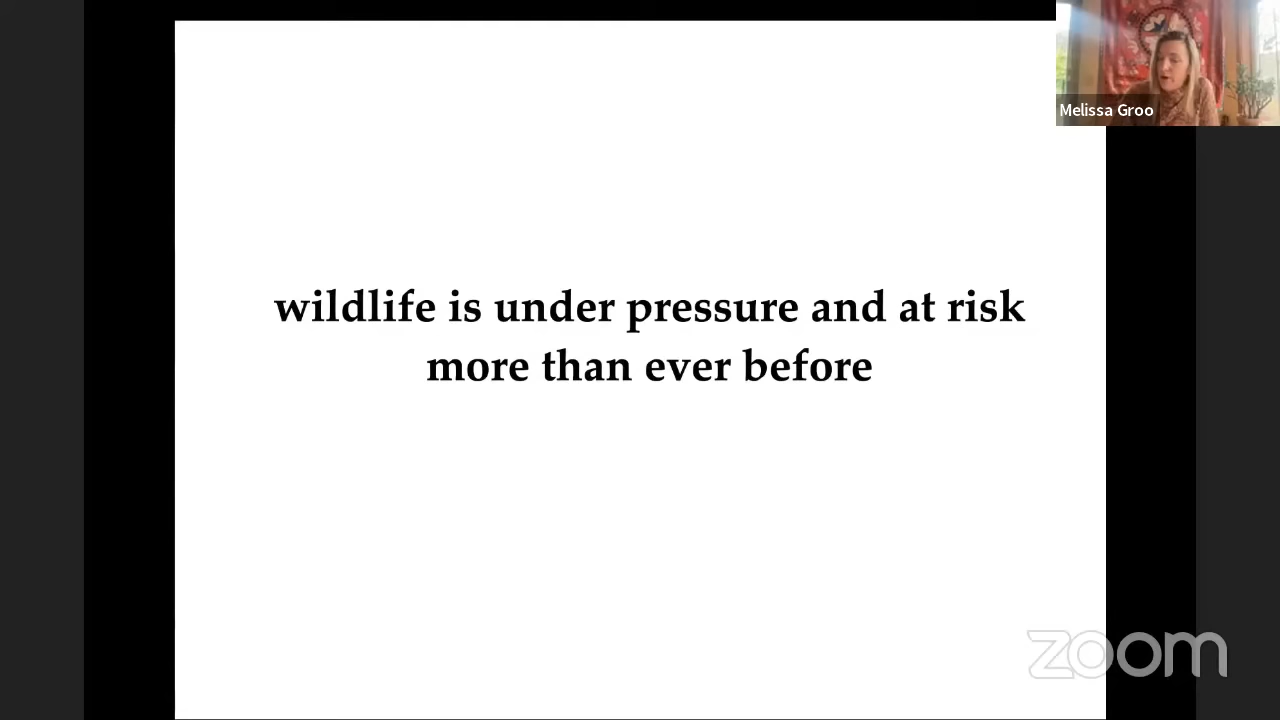 Melissa Groo
wildlife is under pressure and at risk
more than ever before
zoom